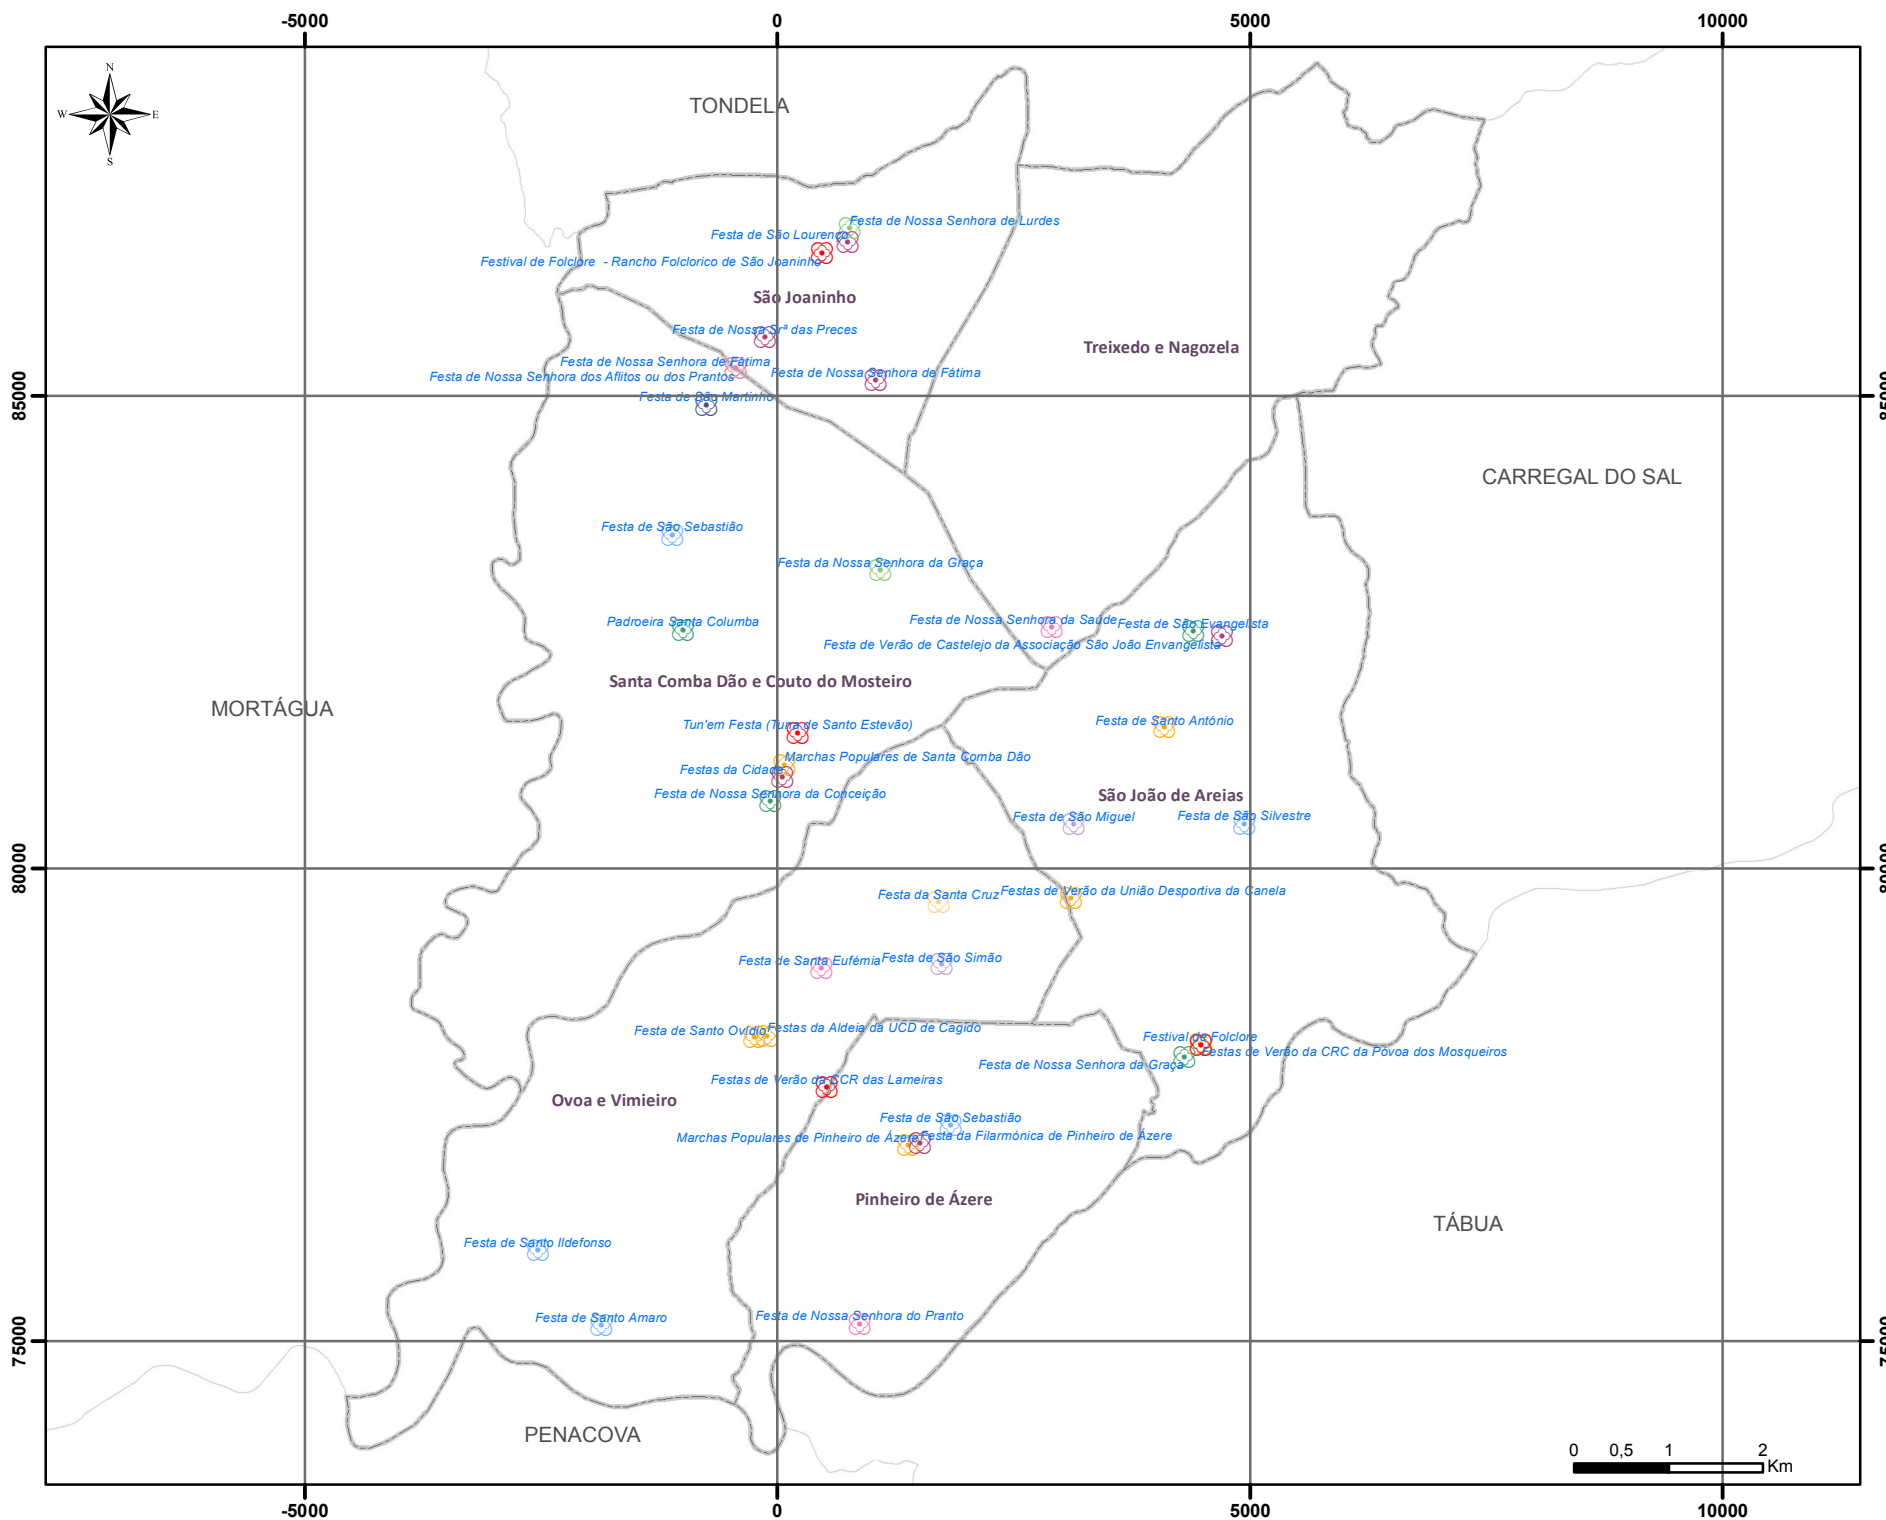 -5000 0 5000 10000
N
W E
S
TONDELA
Festa de Nossa Senhora de Lurdes
Festa de São Lourenço
Festival de Folclore - Rancho Folclorico de São Joaninho
São Joaninho
Festa de Nossa Srª das Preces
Treixedo e Nagozela
Festa de Nossa Senhora de Fátima
Festa de Nossa Senhora de Fátima
Festa de Nossa Senhora dos Aflitos ou dos Prantos
85000 85000
Festa de São Martinho
CARREGAL DO SAL
Festa de São Sebastião
Festa da Nossa Senhora da Graça
Padroeira Santa Columba
Festa de Nossa Senhora da Saúde
Festa de São Evangelista
Festa de Verão de Castelejo da Associação São João Envangelista
Santa Comba Dão e Couto do Mosteiro
MORTÁGUA
Tun'em Festa (Tuna de Santo Estevão)
Festa de Santo António
Marchas Populares de Santa Comba Dão
Festas da Cidade
Festa de Nossa Senhora da Conceição
São João de Areias
Festa de São Miguel
Festa de São Silvestre
80000 80000
Festa da Santa Cruz
Festas de Verão da União Desportiva da Canela
Festa de Santa Eufémia
Festa de São Simão
Festa de Santo Ovídio
Festas da Aldeia da UCD de Cagido
Festival de Folclore
Festas de Verão da CRC da Póvoa dos Mosqueiros
Festa de Nossa Senhora da Graça
Festas de Verão da CCR das Lameiras
Ovoa e Vimieiro
Festa de São Sebastião
Marchas Populares de Pinheiro de Ázere
Festa da Filarmónica de Pinheiro de Ázere
Pinheiro de Ázere
TÁBUA
Festa de Santo Ildefonso
Festa de Santo Amaro
Festa de Nossa Senhora do Pranto
75000 75000
PENACOVA
0 0,5 1 2
Km
-5000 0 5000 10000